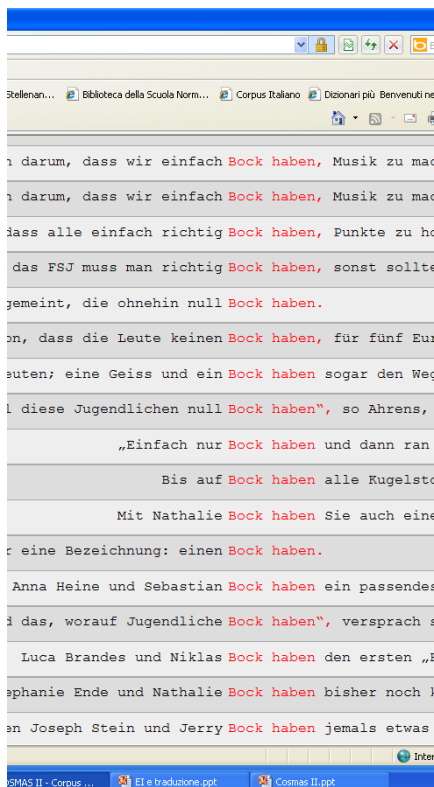 Stellenan... Biblioteca della Scuola Norm... Corpus Italiano Dizionari più Benvenuti ne
n darum, dass wir einfach Bock haben, Musik zu mac
n darum, dass wir einfach Bock haben, Musik zu mac
dass alle einfach richtig Bock haben, Punkte zu ho
das FSJ muss man richtig Bock haben, sonst sollte
gemeint, die ohnehin null Bock haben.
on, dass die Leute keinen Bock haben, für fünf Eur
euten; eine Geiss und ein Bock haben sogar den Weg
l diese Jugendlichen null Bock haben“, so Ahrens,
„Einfach nur Bock haben und dann ran
Bis auf Bock haben alle Kugelsto
Mit Nathalie Bock haben Sie auch eine
r eine Bezeichnung: einen Bock haben.
Anna Heine und Sebastian Bock haben ein passendes
d das, worauf Jugendliche Bock haben“, versprach s
Luca Brandes und Niklas Bock haben den ersten „E
ephanie Ende und Nathalie Bock haben bisher noch k
en Joseph Stein und Jerry Bock haben jemals etwas
Inter
OSMAS II - Corpus ... EI e traduzione.ppt Cosmas II.ppt